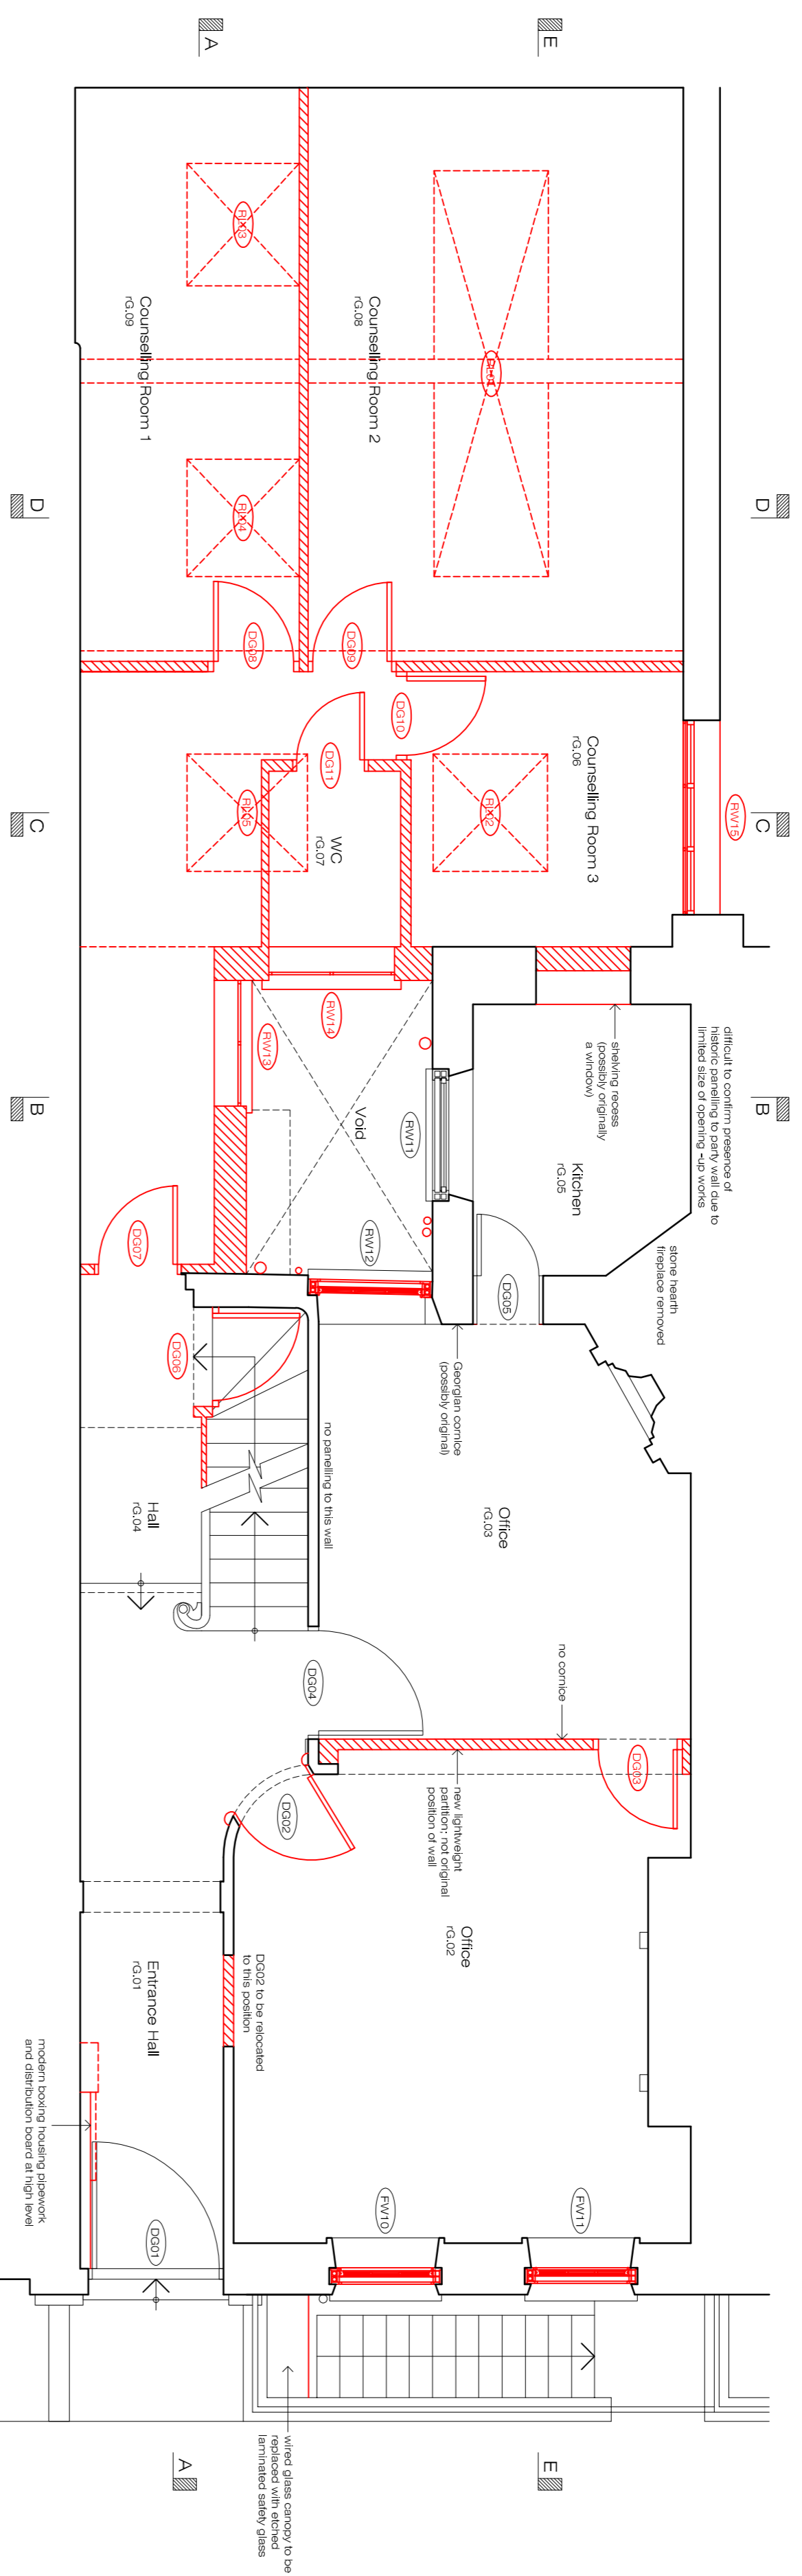 A
E
RL03
Counselling Room 1
rG.09
Counselling Room 2
rG.08
D
D
RL04
DG08
DG09
DG10
DG11
Counselling Room 3
rG.06
RW15
C
C
RL05
RL02
WC
rG.07
difficult to confirm presence of
historic panelling to party wall due to
limited size of opening -up works
RW14
RW13
shelving recess
(possibly originally
a window)
Void
RW11
B
B
Kitchen
rG.05
DG07
RW12
DG05
stone hearth
fireplace removed
DG06
Georgian cornice
(possibly original)
no panelling to this wall
Hall
rG.04
Office
rG.03
DG04
no cornice
DG03
DG02
new lightweight
partition; not original
position of wall
Office
rG.02
Entrance Hall
rG.01
DG02 to be relocated
to this position
modern boxing housing pipework
and distribution board at high level
DG01
FW10
FW11
wired glass canopy to be
replaced with etched
laminated safety glass
A
E